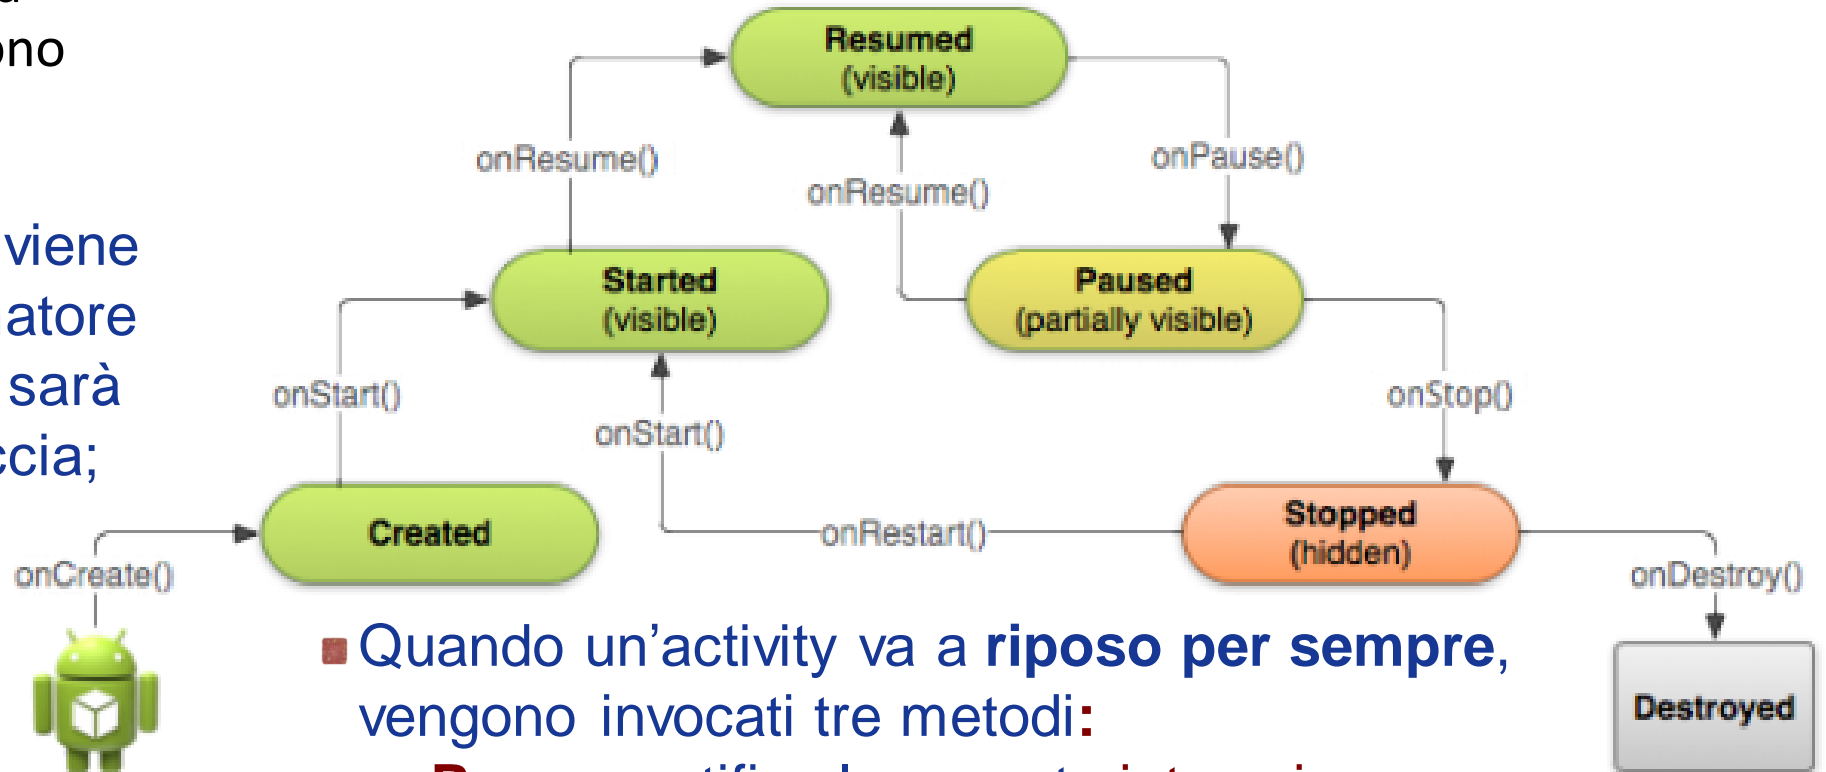 ono
viene
atore
sarà
ccia;
Resumed
(visible)
onResume()
onResume()
onPause()
Started
(visible)
Paused
(partially visible)
onStart()
onStart()
onStop()
Created
onRestart()
Stopped
(hidden)
onCreate()
onDestroy()
Destroyed
Quando un’activity va a riposo per sempre,
vengono invocati tre metodi: